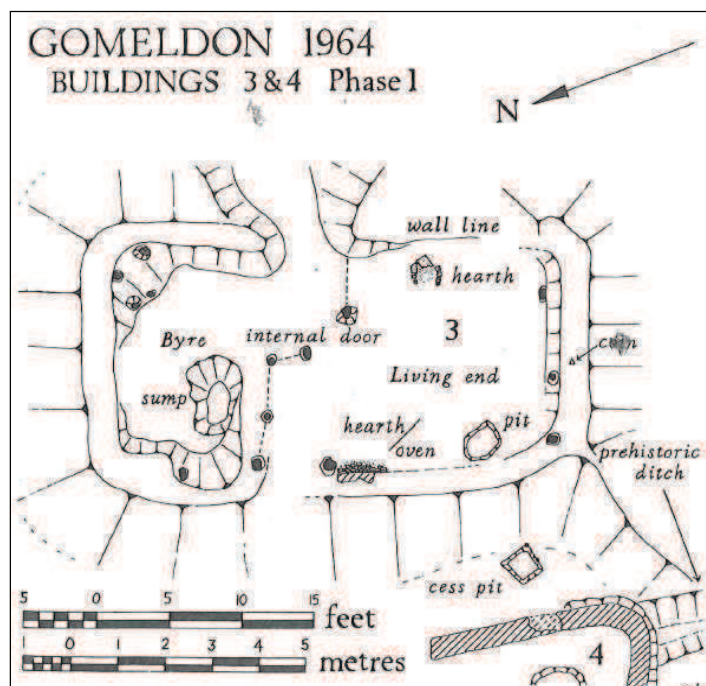 GOMELDON 1964
BUILDINGS 3 & 4 Phase 1
N
wall line
hearth
Byre
internal door
3
coin
Living end
sump
hearth/
oven
pit
prehistoric
ditch
cess pit
5 0 5 10 15
feet
1 0 1 2 3 4 5
metres
4